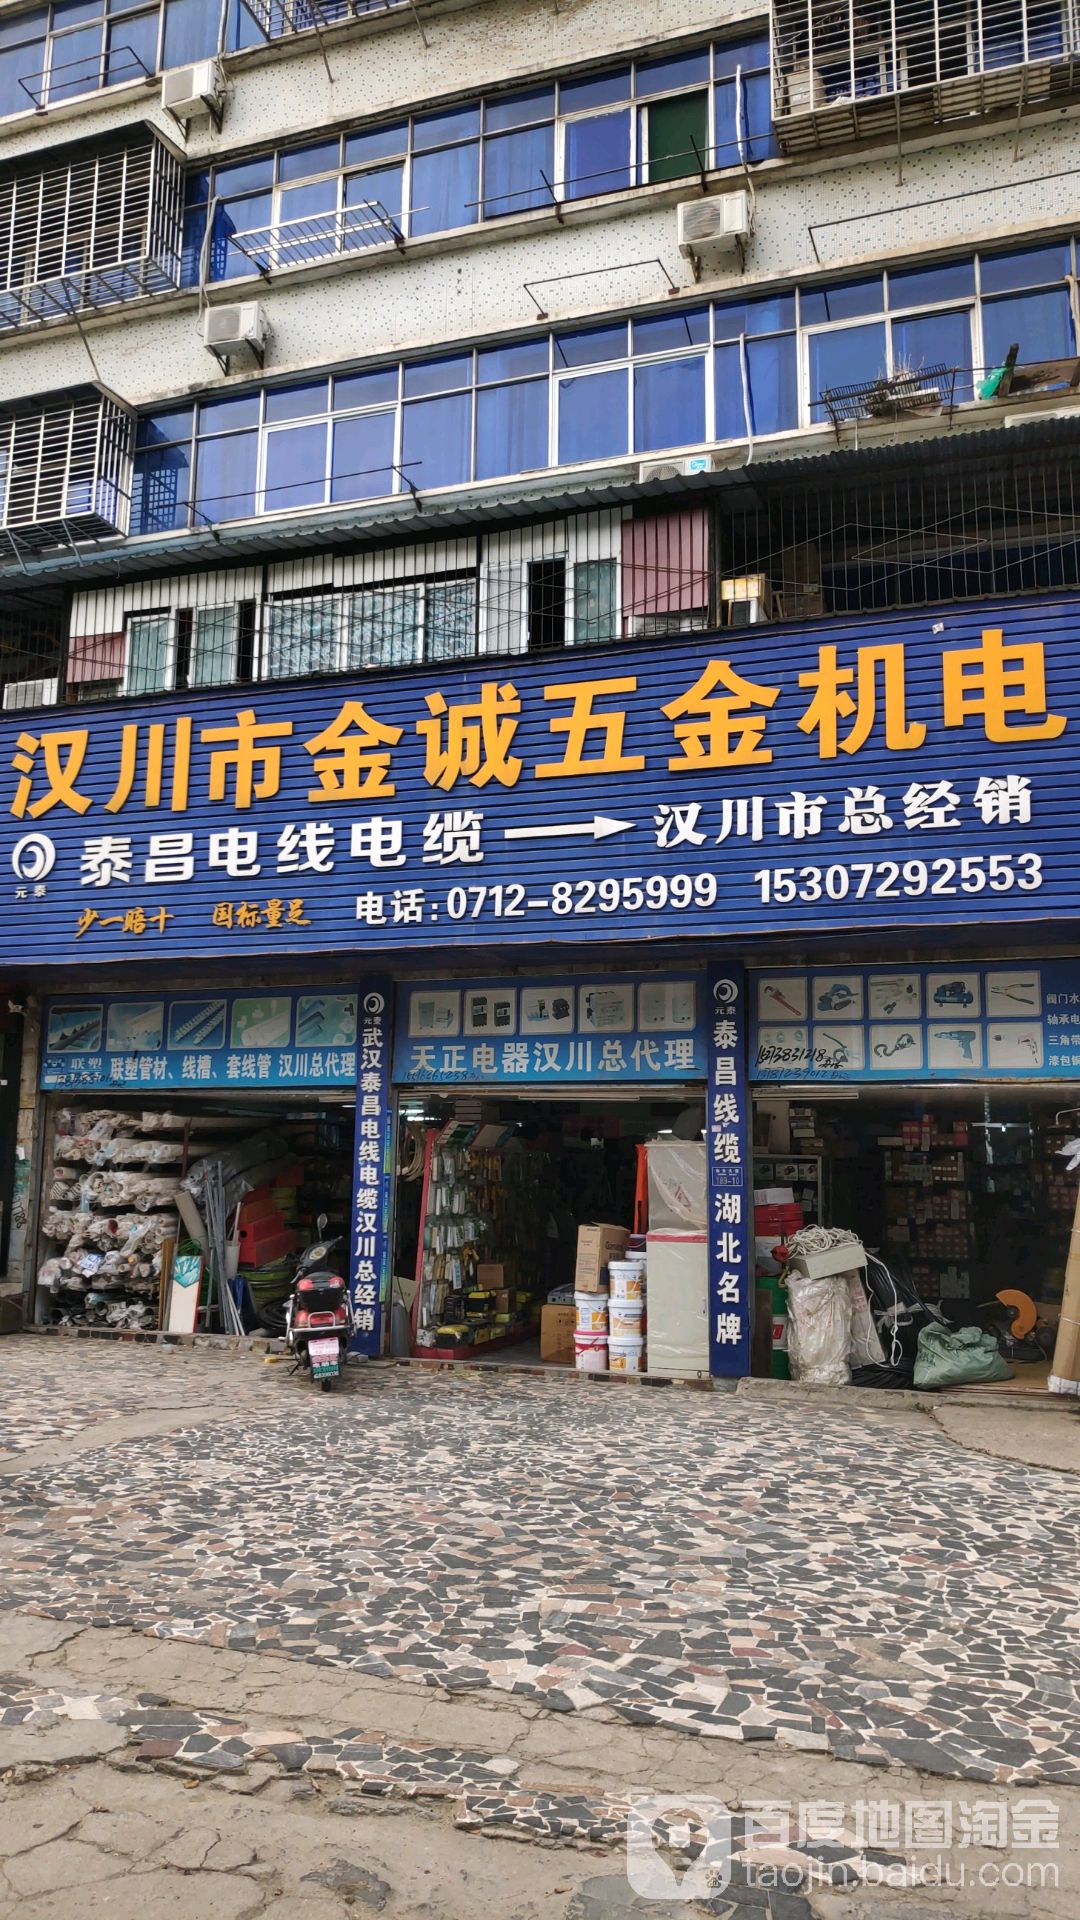 汉川市金诚五金机电
元泰
泰昌电线电缆 → 汉川市总经销
少一赔十 国标量足
电话:0712-8295999 15307292553
联塑 联塑管材、线槽、套线管 汉川总代理
元泰
武汉泰昌电线电缆汉川总经销
天正电器汉川总代理
元泰
泰昌线缆
189-10
湖北名牌
阀门水
轴承电
三角带
漆包铜
百度地图淘金
taojin.baidu.com